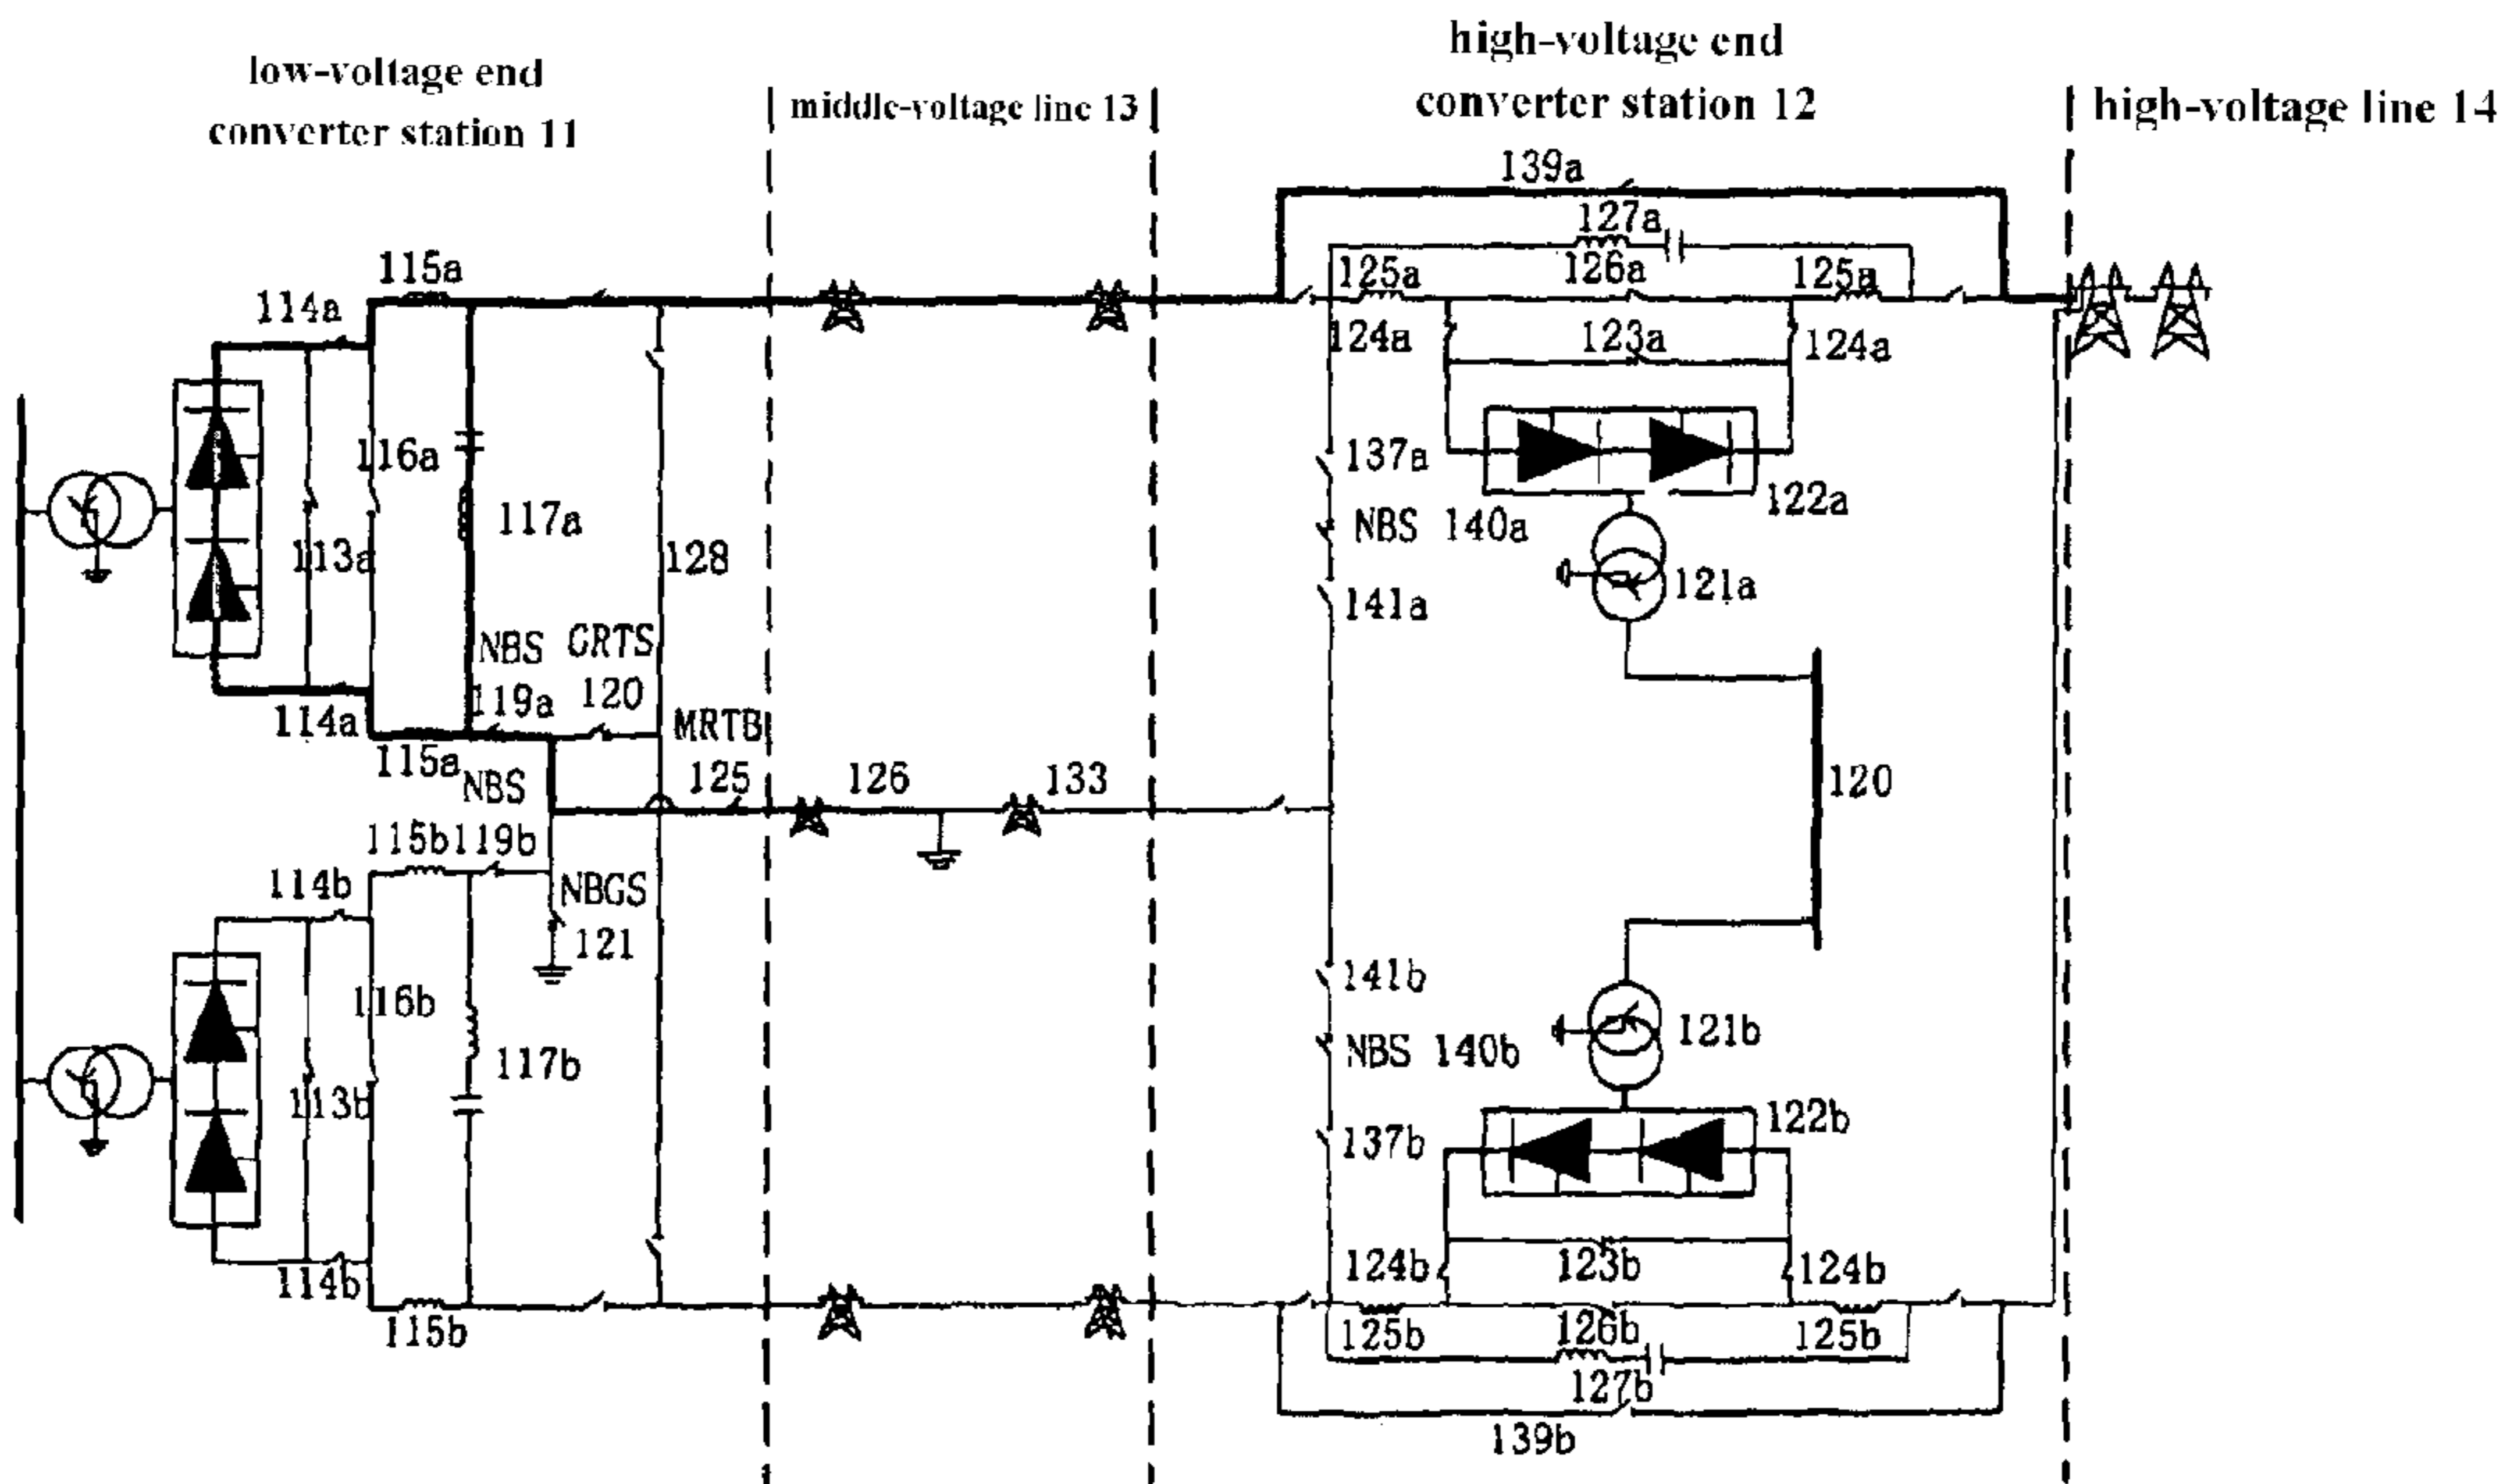 high-voltage end
converter station 12
low-voltage end
converter station 11
middle-voltage line 13
high-voltage line 14
139a
127a
115a
125a
126a
125a
114a
124a
123a
124a
116a
137a
122a
117a
NBS 140a
113a
128
121a
141a
NBS GRTS
119a
120
114a
MRTB
115a
NBS
125
126
133
120
115b
119b
114b
NBGS
121
141b
116b
121b
NBS 140b
117b
113b
122b
137b
124b
123b
124b
114b
115b
125b
126b
125b
127b
139b